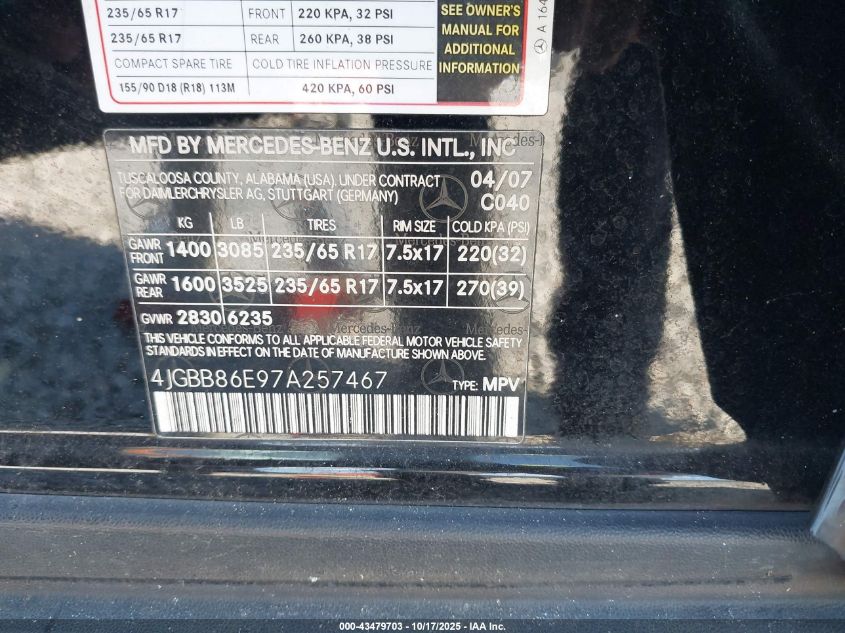 235/65 R17 FRONT 220 KPA, 32 PSI
235/65 R17 REAR 260 KPA, 38 PSI
COMPACT SPARE TIRE COLD TIRE INFLATION PRESSURE
155/90 D18 (R18) 113M 420 KPA, 60 PSI
SEE OWNER'S
MANUAL FOR
ADDITIONAL
INFORMATION
A 164
MFD BY MERCEDES-BENZ U.S. INTL., INC
TUSCALOOSA COUNTY, ALABAMA (USA). UNDER CONTRACT 04/07
FOR DAIMLERCHRYSLER AG, STUTTGART (GERMANY) C040
KG LB TIRES RIM SIZE COLD KPA (PSI)
GAWR FRONT 1400 3085 235/65 R17 7.5x17 220(32)
GAWR REAR 1600 3525 235/65 R17 7.5x17 270(39)
GVWR 2830 6235
Mercedes-Benz Mercedes-Benz
THIS VEHICLE CONFORMS TO ALL APPLICABLE FEDERAL MOTOR VEHICLE SAFETY
STANDARDS IN EFFECT ON THE DATE OF MANUFACTURE SHOWN ABOVE.
4JGBB86E97A257467 TYPE: MPV
000-43479703 - 10/17/2025 - IAA Inc.